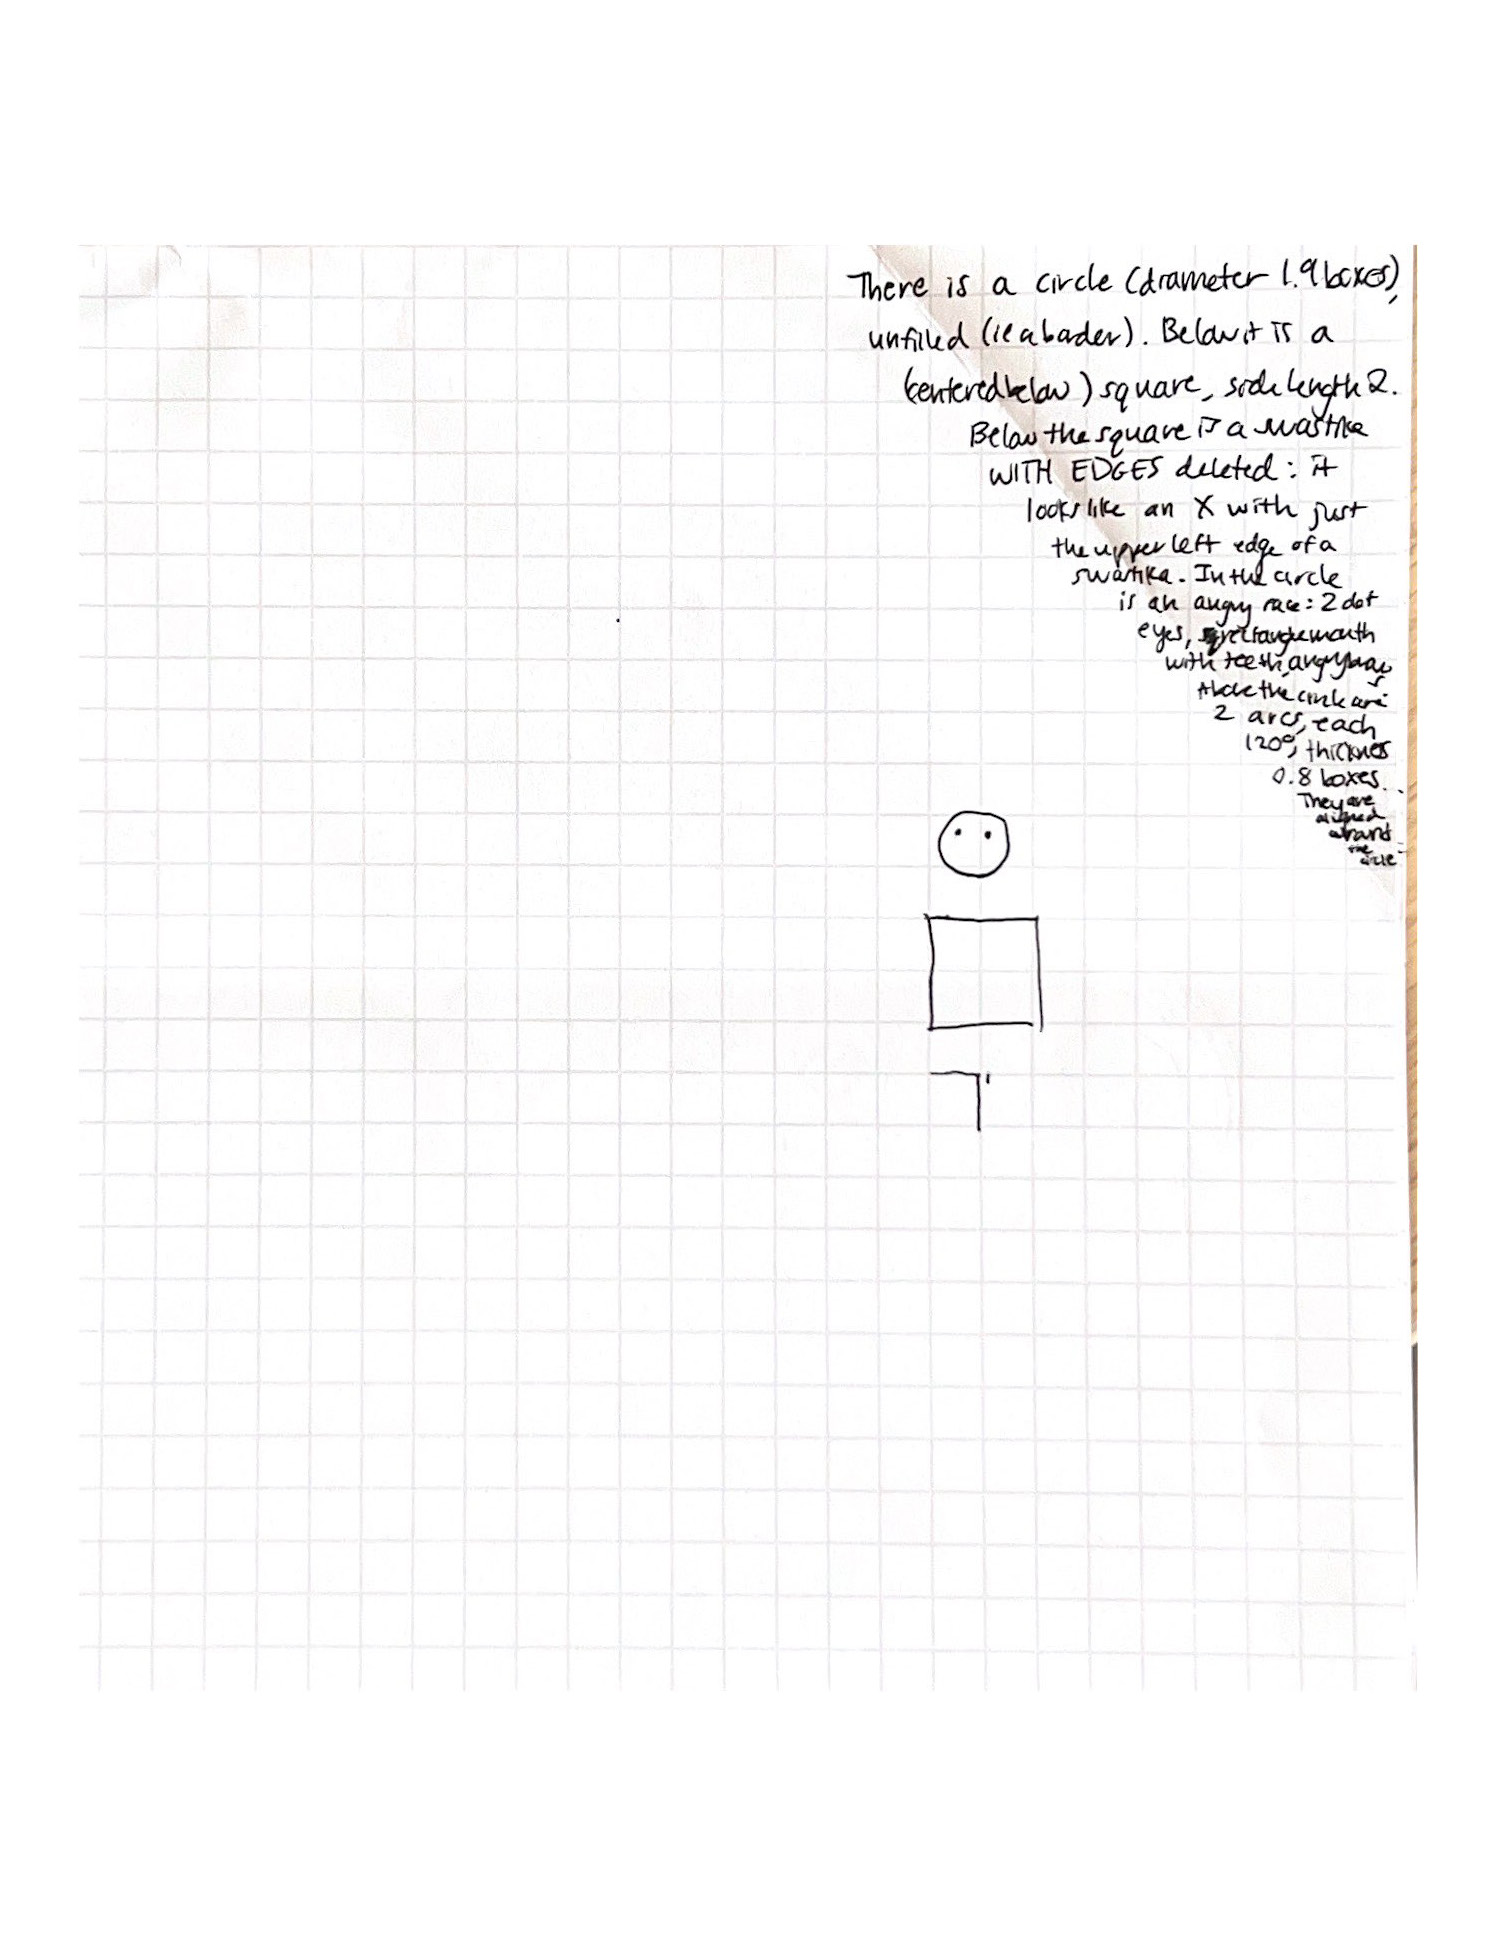 There is a circle (diameter 1.9 boxes),
unfilled (ie a border). Below it is a
(centered below) square, side length 2.
Below the square is a swastika
WITH EDGES deleted: it
looks like an X with just
the upper left edge of a
swastika. In the circle
is an angry face: 2 dot
eyes, rectangle mouth
with teeth, angry brows
Above the circle are
2 arcs, each
120°, thickness
0.8 boxes.
They are
aligned
around
the
circle